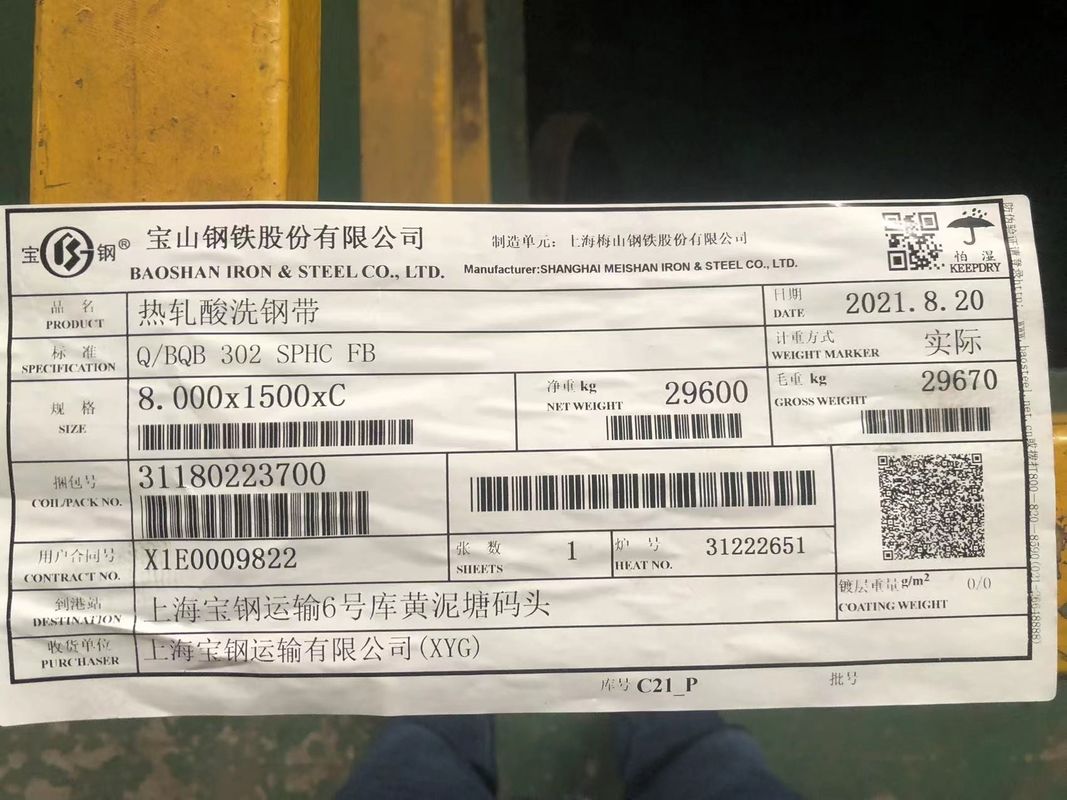 宝 钢® 宝山钢铁股份有限公司 制造单元：上海梅山钢铁股份有限公司
BAOSHAN IRON & STEEL CO., LTD. Manufacturer:SHANGHAI MEISHAN IRON & STEEL CO., LTD.
怕 湿
KEEPDRY
品 名 PRODUCT 热轧酸洗钢带 日期 DATE 2021.8.20
标 准 SPECIFICATION Q/BQB 302 SPHC FB 计重方式 WEIGHT MARKER 实际
规 格 SIZE 8.000x1500xC 净重 kg NET WEIGHT 29600 毛重 kg GROSS WEIGHT 29670
捆包号 COIL/PACK NO. 31180223700
用户合同号 CONTRACT NO. X1E0009822 张 数 SHEETS 1 炉 号 HEAT NO. 31222651
镀层重量g/m² COATING WEIGHT 0/0
到港站 DESTINATION 上海宝钢运输6号库黄泥塘码头
收货单位 PURCHASER 上海宝钢运输有限公司(XYG)
库号 C21_P 批号